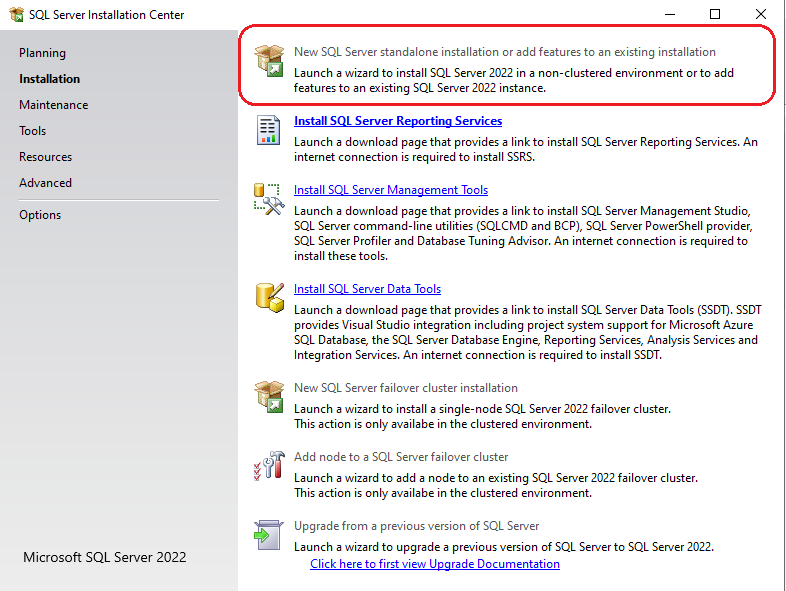 SQL Server Installation Center
Planning
Installation
Maintenance
Tools
Resources
Advanced
Options
Microsoft SQL Server 2022
New SQL Server standalone installation or add features to an existing installation
Launch a wizard to install SQL Server 2022 in a non-clustered environment or to add
features to an existing SQL Server 2022 instance.
Install SQL Server Reporting Services
Launch a download page that provides a link to install SQL Server Reporting Services. An
internet connection is required to install SSRS.
Install SQL Server Management Tools
Launch a download page that provides a link to install SQL Server Management Studio,
SQL Server command-line utilities (SQLCMD and BCP), SQL Server PowerShell provider,
SQL Server Profiler and Database Tuning Advisor. An internet connection is required to
install these tools.
Install SQL Server Data Tools
Launch a download page that provides a link to install SQL Server Data Tools (SSDT). SSDT
provides Visual Studio integration including project system support for Microsoft Azure
SQL Database, the SQL Server Database Engine, Reporting Services, Analysis Services and
Integration Services. An internet connection is required to install SSDT.
New SQL Server failover cluster installation
Launch a wizard to install a single-node SQL Server 2022 failover cluster.
This action is only availabe in the clustered environment.
Add node to a SQL Server failover cluster
Launch a wizard to add a node to an existing SQL Server 2022 failover cluster.
This action is only availabe in the clustered environment.
Upgrade from a previous version of SQL Server
Launch a wizard to upgrade a previous version of SQL Server to SQL Server 2022.
Click here to first view Upgrade Documentation